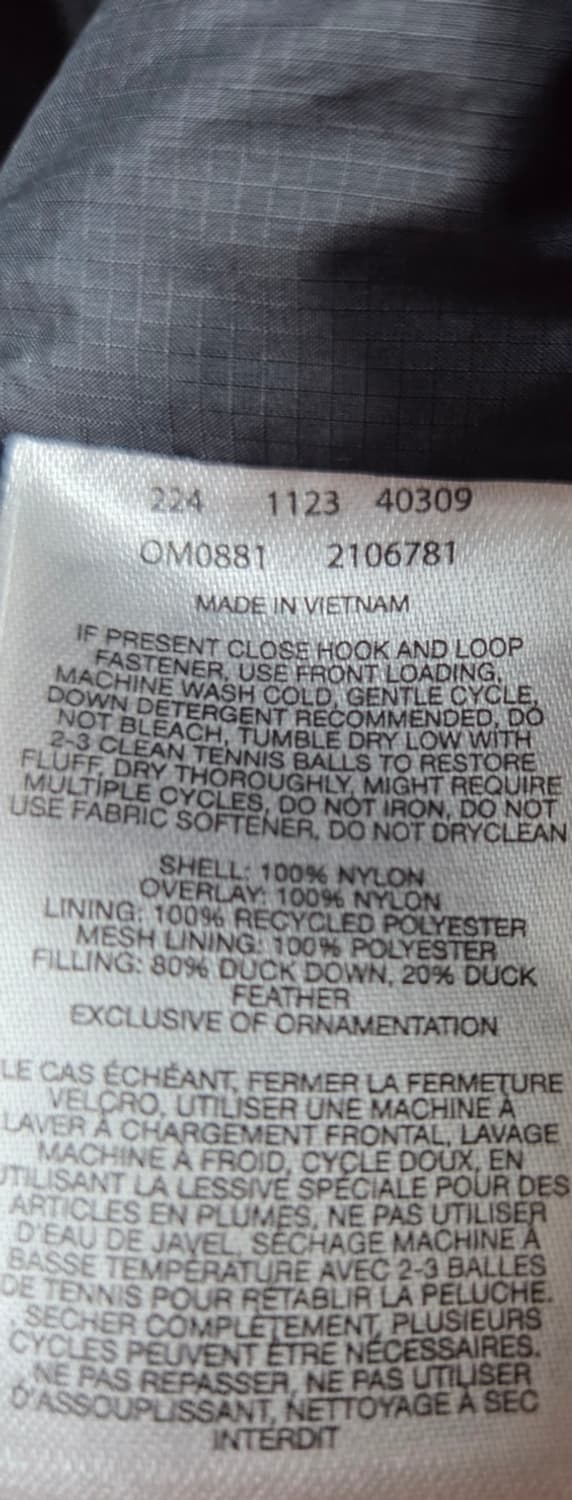 224 1123 40309
OM0881 2106781
MADE IN VIETNAM
IF PRESENT CLOSE HOOK AND LOOP
FASTENER, USE FRONT LOADING,
MACHINE WASH COLD, GENTLE CYCLE,
DOWN DETERGENT RECOMMENDED, DO
NOT BLEACH, TUMBLE DRY LOW WITH
2-3 CLEAN TENNIS BALLS TO RESTORE
FLUFF, DRY THOROUGHLY, MIGHT REQUIRE
MULTIPLE CYCLES, DO NOT IRON, DO NOT
USE FABRIC SOFTENER, DO NOT DRYCLEAN
SHELL: 100% NYLON
OVERLAY: 100% NYLON
LINING: 100% RECYCLED POLYESTER
MESH LINING: 100% POLYESTER
FILLING: 80% DUCK DOWN, 20% DUCK
FEATHER
EXCLUSIVE OF ORNAMENTATION
LE CAS ÉCHÉANT, FERMER LA FERMETURE
VELCRO, UTILISER UNE MACHINE À
LAVER À CHARGEMENT FRONTAL, LAVAGE
MACHINE À FROID, CYCLE DOUX, EN
UTILISANT LA LESSIVE SPÉCIALE POUR DES
ARTICLES EN PLUMES, NE PAS UTILISER
D'EAU DE JAVEL, SÉCHAGE MACHINE À
BASSE TEMPÉRATURE AVEC 2-3 BALLES
DE TENNIS POUR RÉTABLIR LA PELUCHE.
SÉCHER COMPLÈTEMENT, PLUSIEURS
CYCLES PEUVENT ÊTRE NÉCESSAIRES.
NE PAS REPASSER, NE PAS UTILISER
D'ASSOUPLISSANT, NETTOYAGE À SEC
INTERDIT